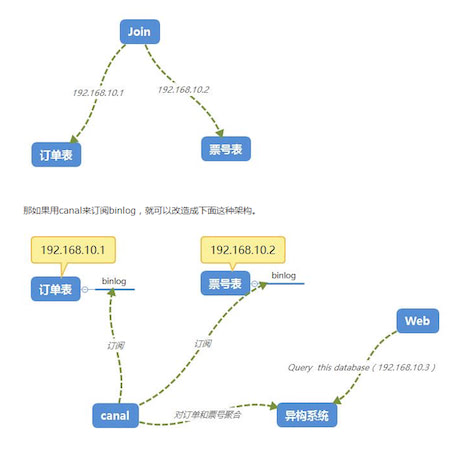 Join
192.168.10.1
192.168.10.2
订单表
票号表
那如果用canal来订阅binlog，就可以改造成下面这种架构。
192.168.10.1
192.168.10.2
订单表
binlog
票号表
binlog
Web
订阅
订阅
Query this database（192.168.10.3）
canal
对订单和票号聚合
异构系统